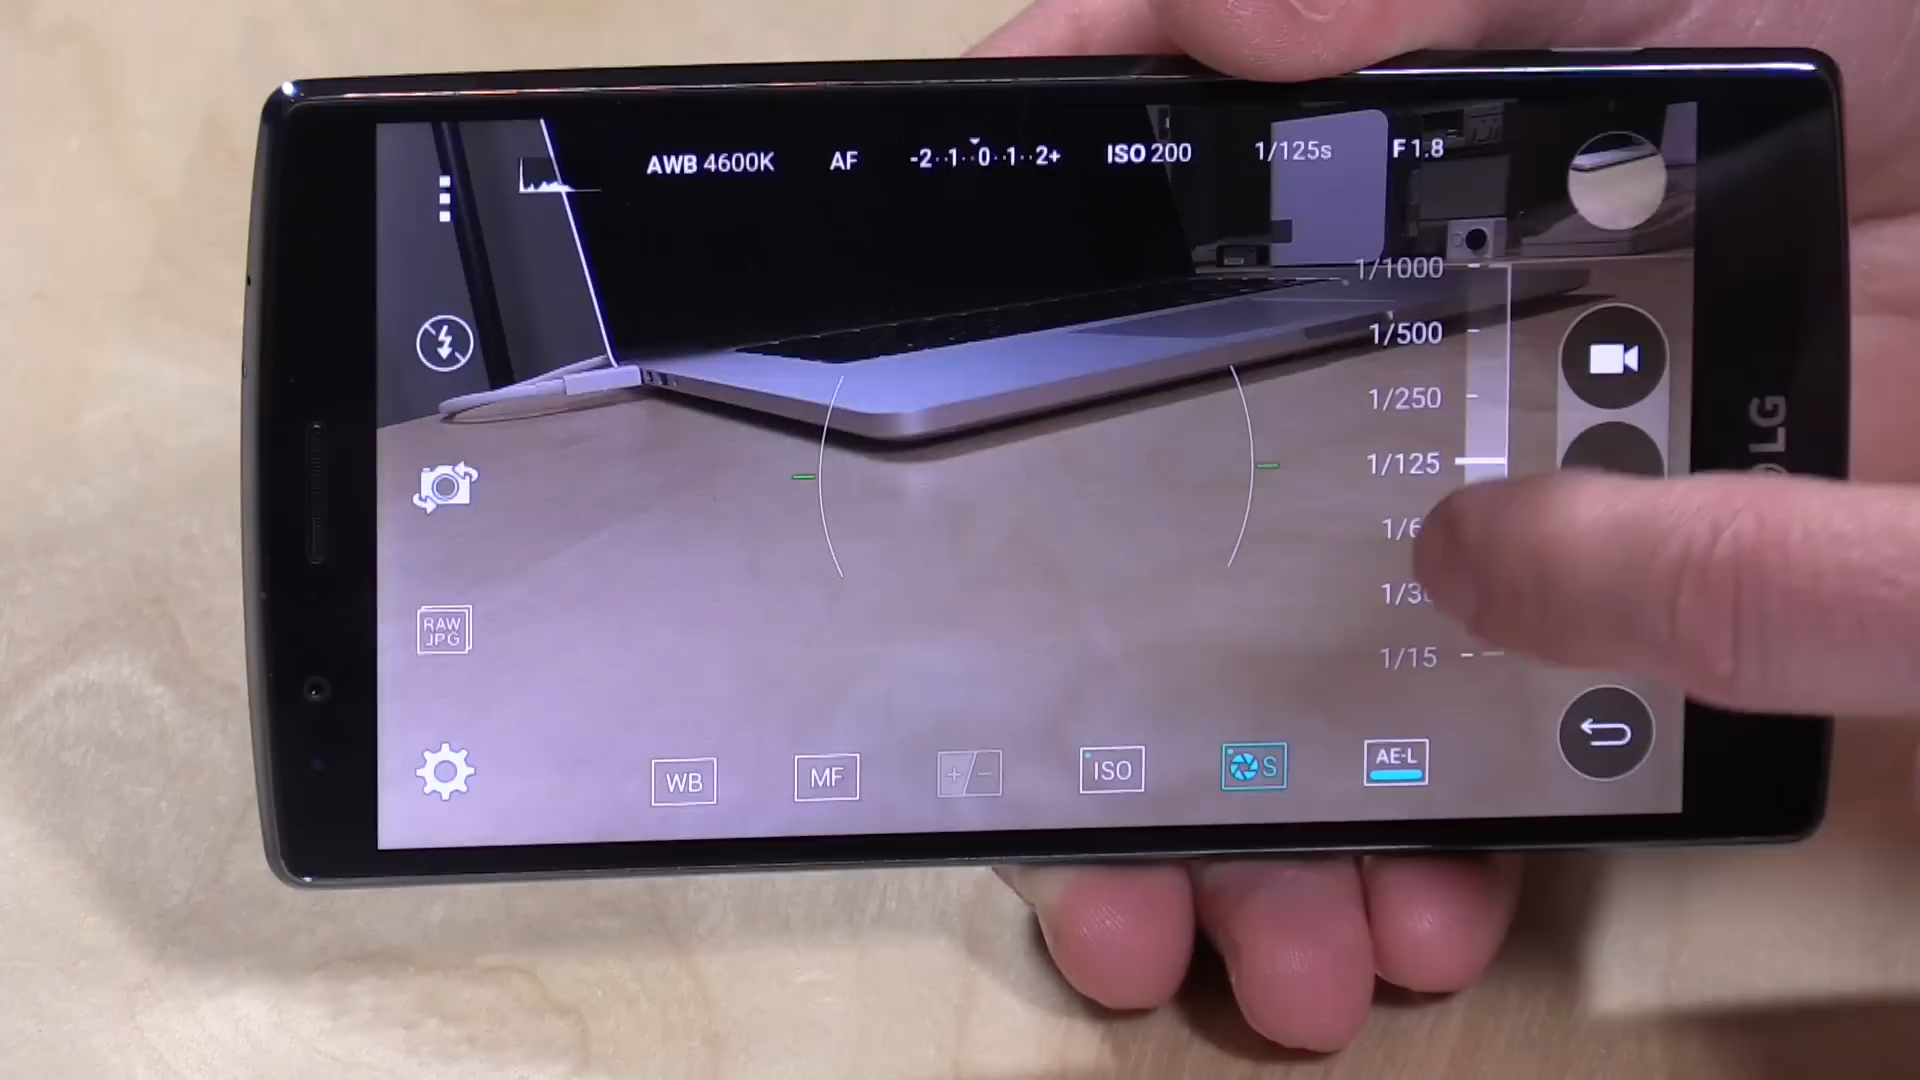 AWB 4600K AF -2··1··0··1··2+ ISO 200 1/125s F 1.8
1/1000
1/500
1/250
1/125
1/15
RAW
JPG
WB MF +/- ISO S AE-L
LG